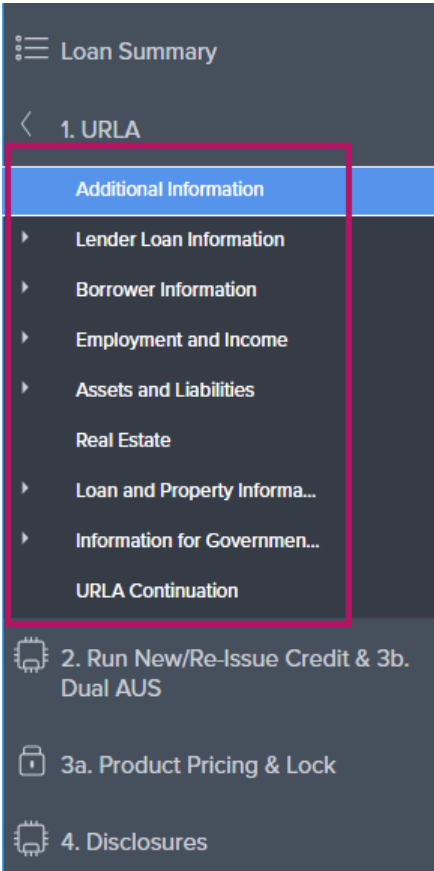 Loan Summary
1. URLA
Additional Information
Lender Loan Information
Borrower Information
Employment and Income
Assets and Liabilities
Real Estate
Loan and Property Informa...
Information for Governmen...
URLA Continuation
2. Run New/Re-Issue Credit & 3b.
Dual AUS
3a. Product Pricing & Lock
4. Disclosures